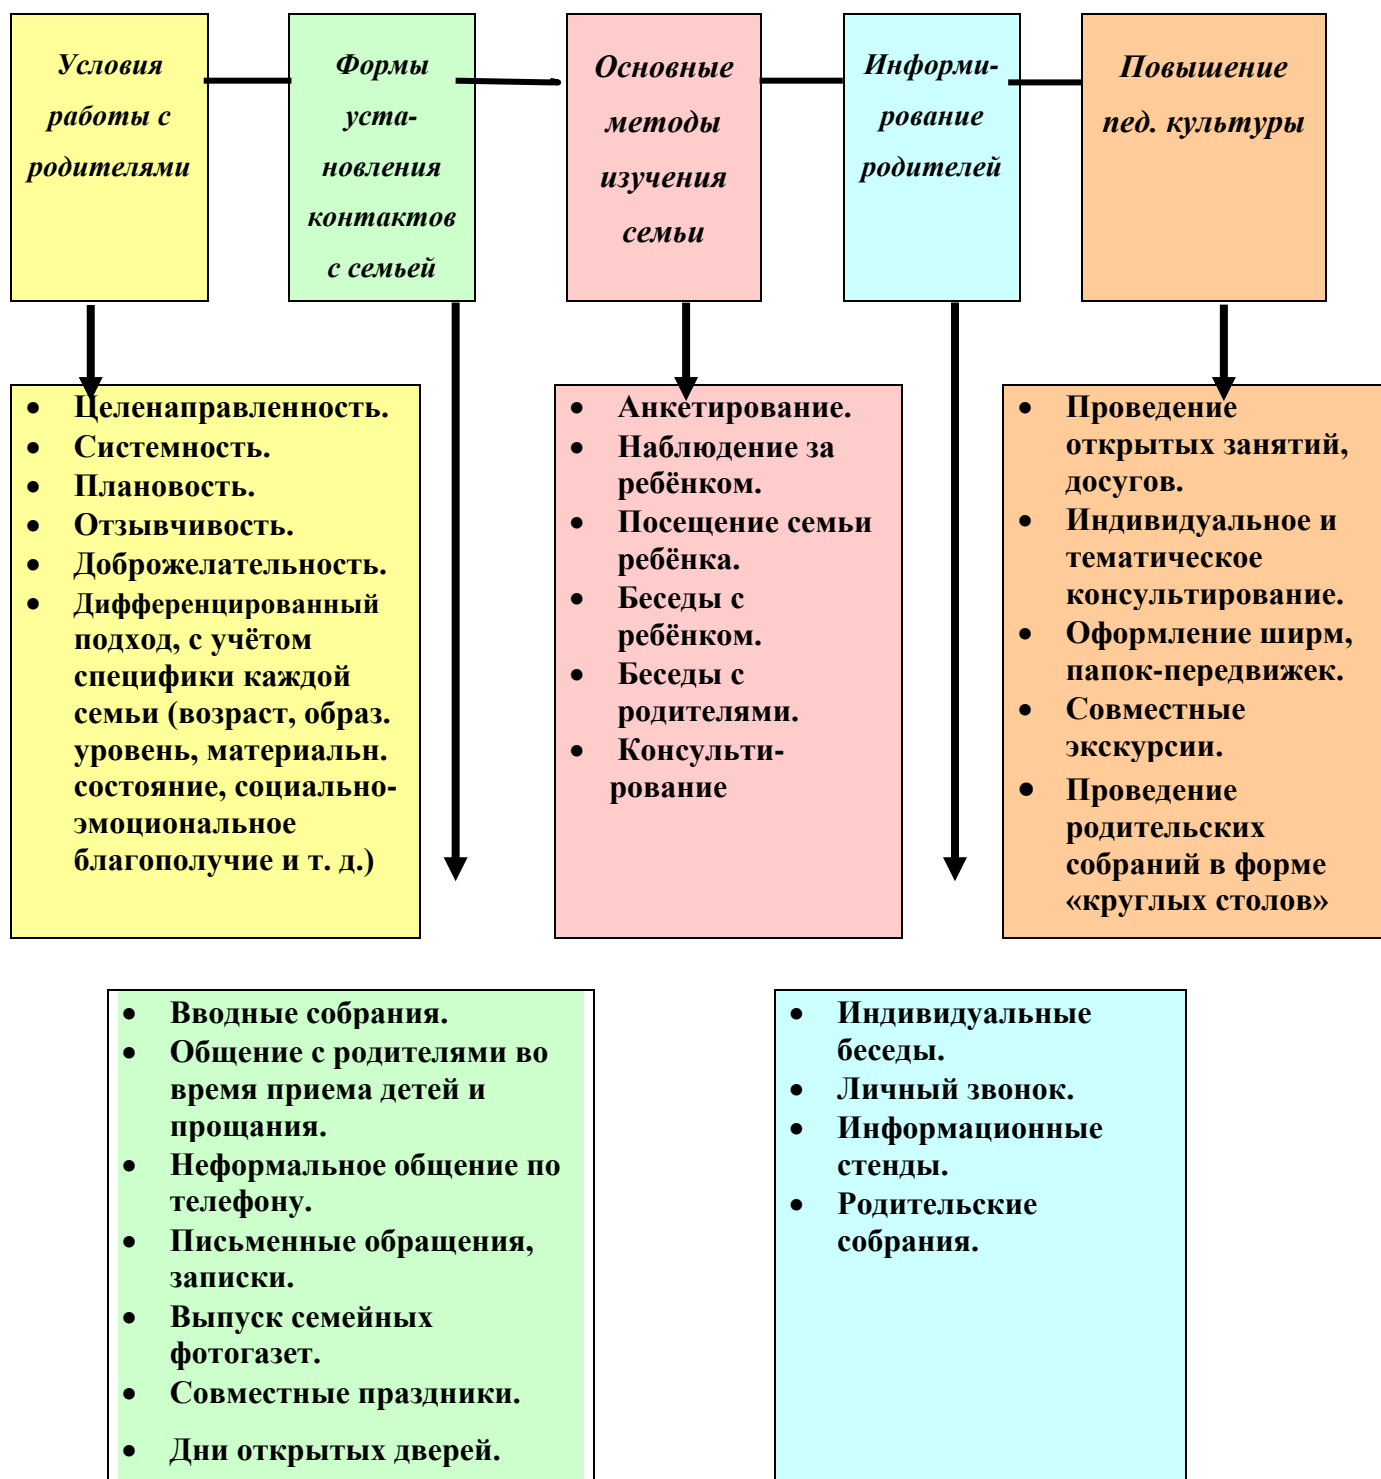 Условия
работы с
родителями
Формы
уста-
новления
контактов
с семьей
Основные
методы
изучения
семьи
Информи-
рование
родителей
Повышение
пед. культуры
• Целенаправленность.
• Системность.
• Плановость.
• Отзывчивость.
• Доброжелательность.
• Дифференцированный
подход, с учётом
специфики каждой
семьи (возраст, образ.
уровень, материальн.
состояние, социально-
эмоциональное
благополучие и т. д.)
• Анкетирование.
• Наблюдение за
ребёнком.
• Посещение семьи
ребёнка.
• Беседы с
ребёнком.
• Беседы с
родителями.
• Консульти-
рование
• Проведение
открытых занятий,
досугов.
• Индивидуальное и
тематическое
консультирование.
• Оформление ширм,
папок-передвижек.
• Совместные
экскурсии.
• Проведение
родительских
собраний в форме
«круглых столов»
• Вводные собрания.
• Общение с родителями во
время приема детей и
прощания.
• Неформальное общение по
телефону.
• Письменные обращения,
записки.
• Выпуск семейных
фотогазет.
• Совместные праздники.
• Дни открытых дверей.
• Индивидуальные
беседы.
• Личный звонок.
• Информационные
стенды.
• Родительские
собрания.